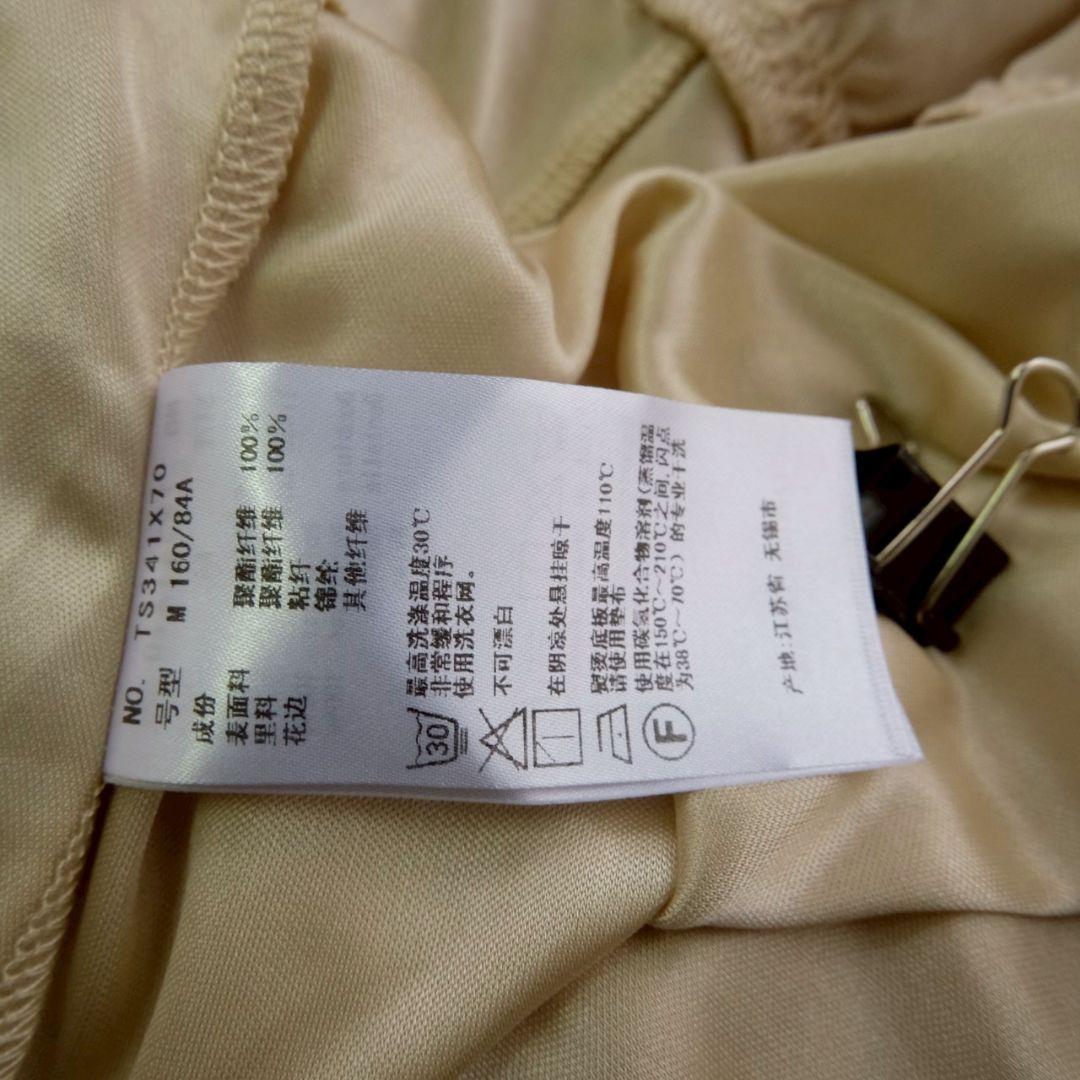 NO. TS341X70
号型 M 160/84A
成份
表面料 聚酯纤维 100%
里料 聚酯纤维 100%
花边 粘纤
锦纶
其他纤维
30
最高洗涤温度30℃
非常缓和程序
使用洗衣网。
不可漂白
在阴凉处悬挂晾干
熨烫底板最高温度110℃
请使用垫布
F
使用碳氢化合物溶剂(蒸馏温
度在150℃~210℃之间,闪点
为38℃~70℃)的专业干洗
产地:江苏省 无锡市